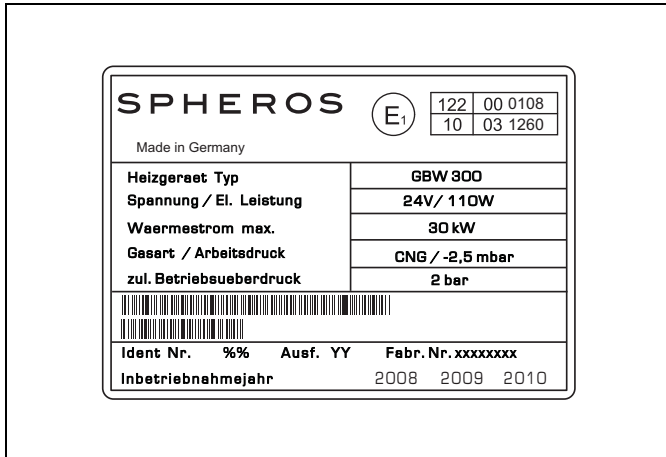 SPHEROS
E1
122 00 0108
10 03 1260
Made in Germany
Heizgeraet Typ GBW 300
Spannung / El. Leistung 24V/ 110W
Waermestrom max. 30 kW
Gasart / Arbeitsdruck CNG / -2,5 mbar
zul. Betriebsueberdruck 2 bar
Ident Nr. %% Ausf. YY Fabr. Nr. xxxxxxxx
Inbetriebnahmejahr 2008 2009 2010